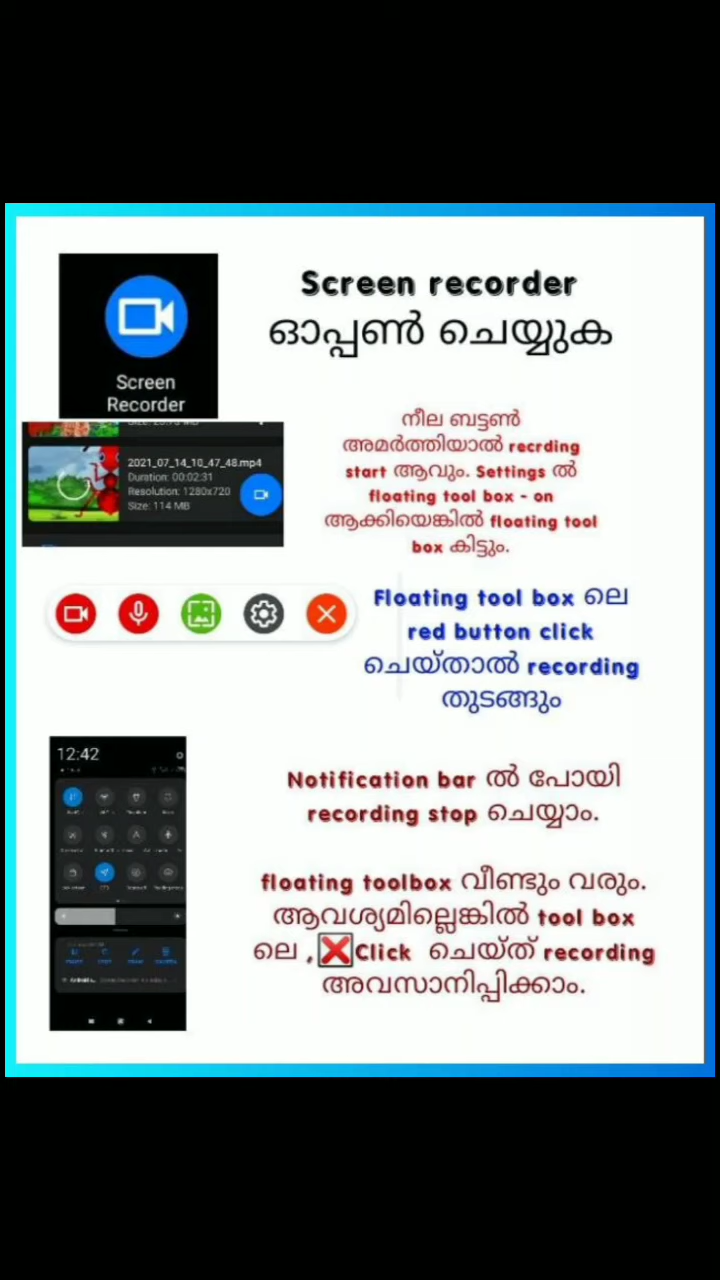 Screen recorder
ഓപ്പൺ ചെയ്യുക
Screen
Recorder
നീല ബട്ടൺ
അമർത്തിയാൽ recrding
start ആവും. Settings ൽ
floating tool box - on
ആക്കിയെങ്കിൽ floating tool
box കിട്ടും.
2021_07_14_10_47_48.mp4
Duration: 00:02:31
Resolution: 1280x720
Size: 114 MB
Floating tool box ലെ
red button click
ചെയ്താൽ recording
തുടങ്ങും
12:42
Notification bar ൽ പോയി
recording stop ചെയ്യാം.
floating toolbox വീണ്ടും വരും.
ആവശ്യമില്ലെങ്കിൽ tool box
ലെ ,❌Click ചെയ്ത് recording
അവസാനിപ്പിക്കാം.